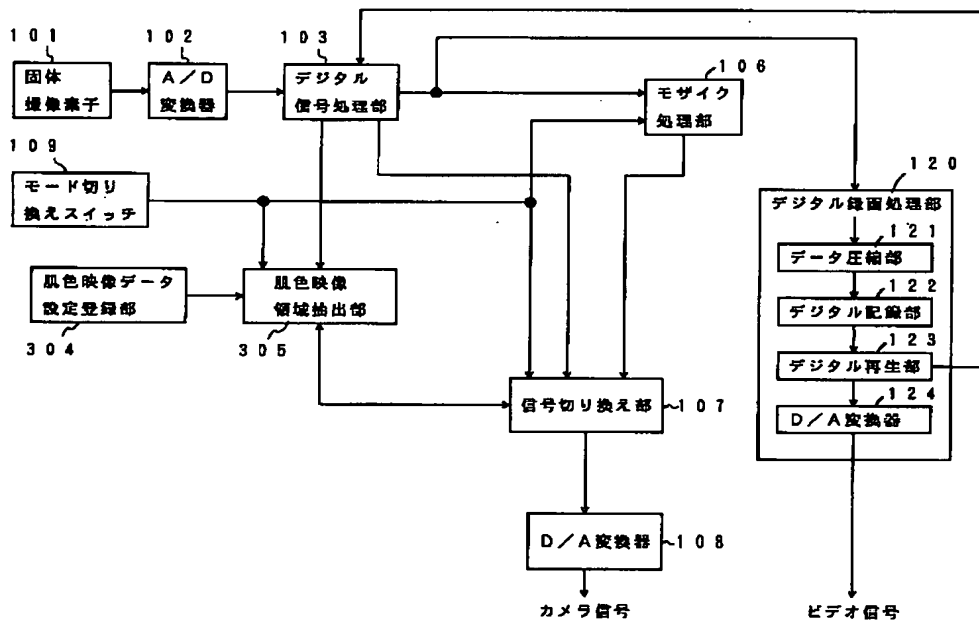 101
固体
撮像素子
102
A/D
変換器
103
デジタル
信号処理部
106
モザイク
処理部
109
モード切り
換えスイッチ
肌色映像データ
設定登録部
304
肌色映像
領域抽出部
305
信号切り換え部
107
D/A変換器
108
カメラ信号
120
デジタル録画処理部
121
データ圧縮部
122
デジタル記録部
123
デジタル再生部
124
D/A変換器
ビデオ信号